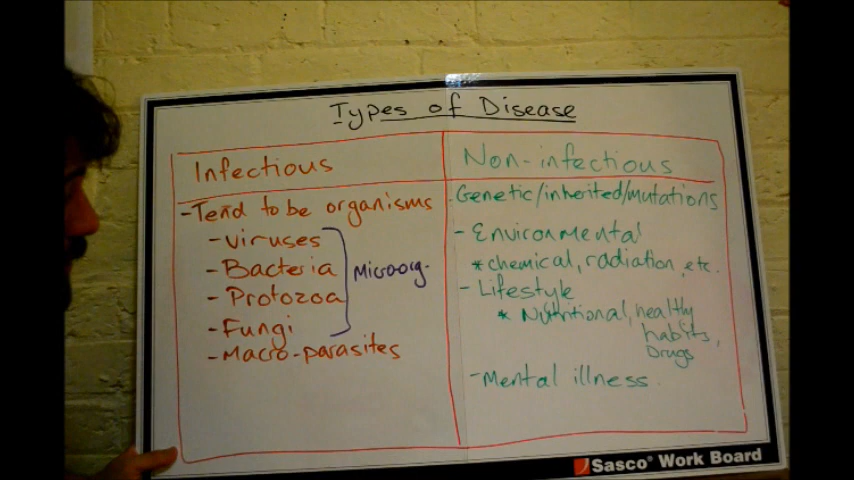 Types of Disease
Infectious
-Tend to be organisms
-viruses
-Bacteria
-Protozoa
-Fungi
Microorg.
-Macro-parasites
Non-infectious
-Genetic/inherited/mutations
-Environmental
*chemical, radiation, etc.
-Lifestyle
* Nutritional, healthy
habits,
Drugs
-Mental illness.
Sasco® Work Board